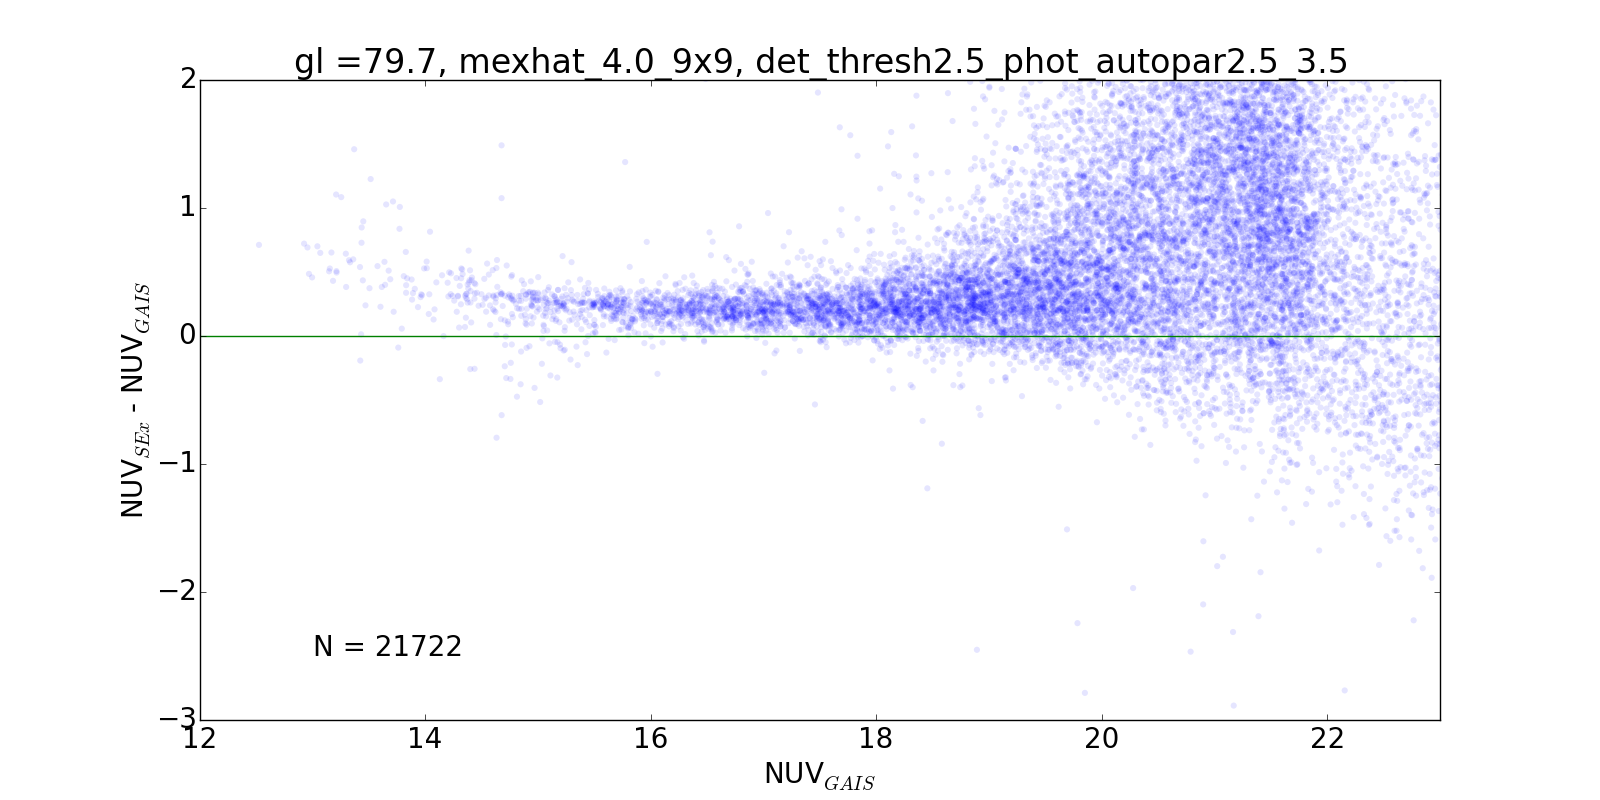 gl =79.7, mexhat_4.0_9x9, det_thresh2.5_phot_autopar2.5_3.5
2
1
0
−1
−2
−3
NUV_SEx - NUV_GAIS
N = 21722
12 14 16 18 20 22
NUV_GAIS